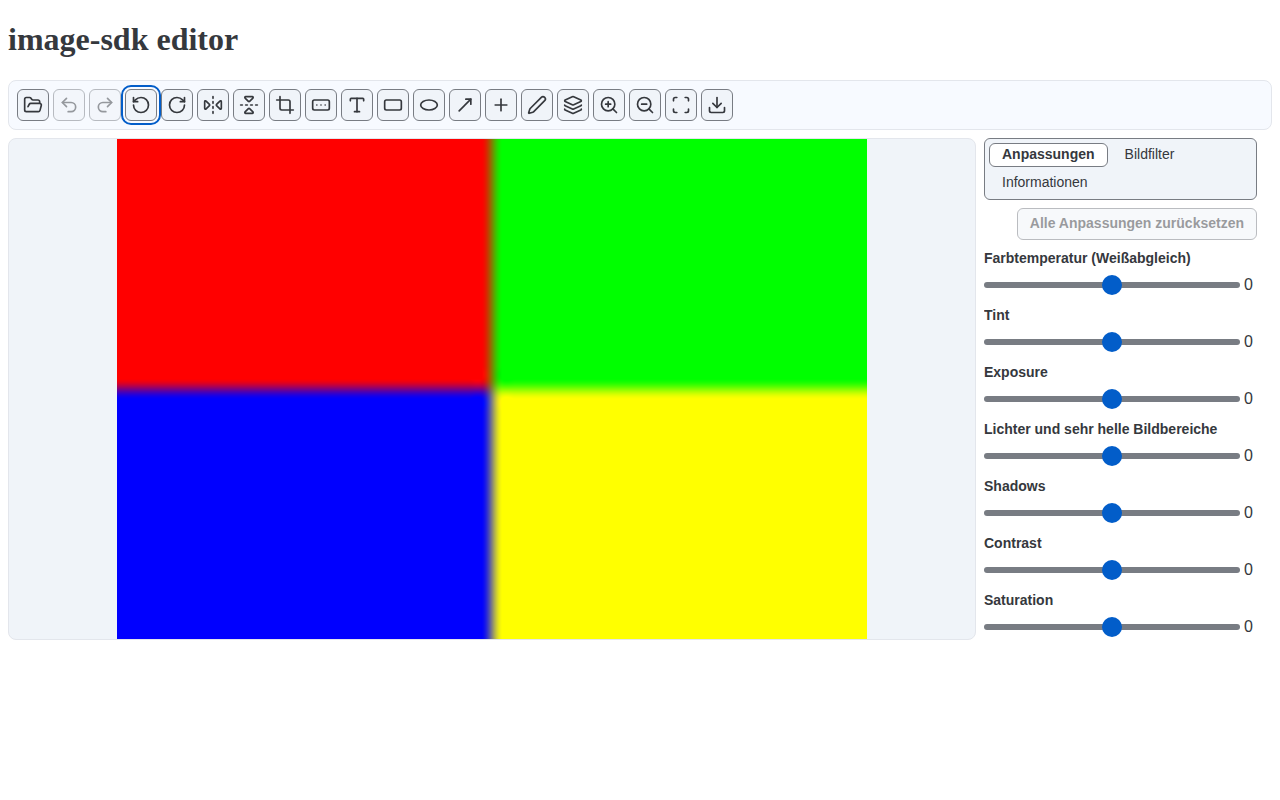 image-sdk editor
Anpassungen Bildfilter
Informationen
Alle Anpassungen zurücksetzen
Farbtemperatur (Weißabgleich)
0
Tint
0
Exposure
0
Lichter und sehr helle Bildbereiche
0
Shadows
0
Contrast
0
Saturation
0